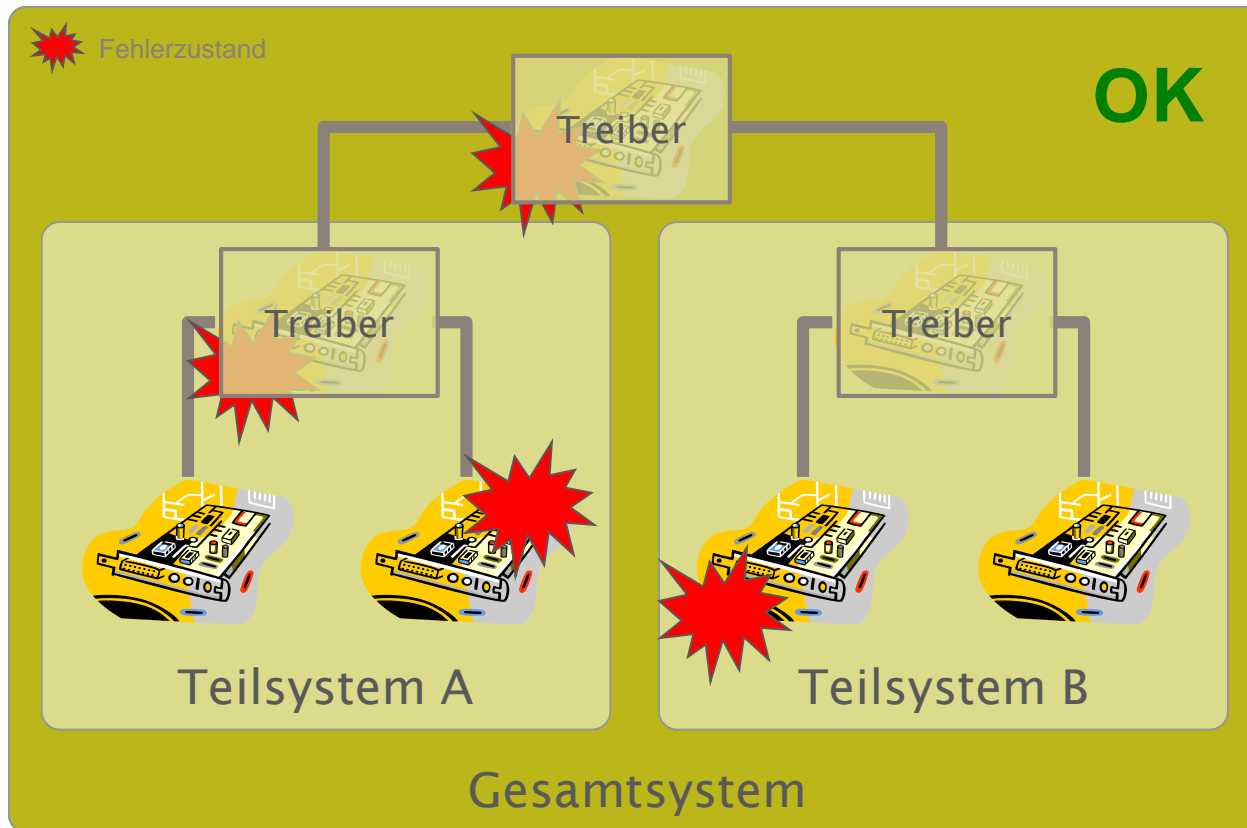 Fehlerzustand
OK
Treiber
Treiber
Treiber
Teilsystem A
Teilsystem B
Gesamtsystem